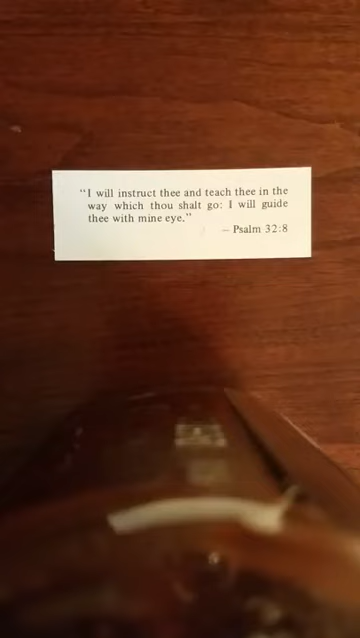 “I will instruct thee and teach thee in the
way which thou shalt go: I will guide
thee with mine eye.”
– Psalm 32:8